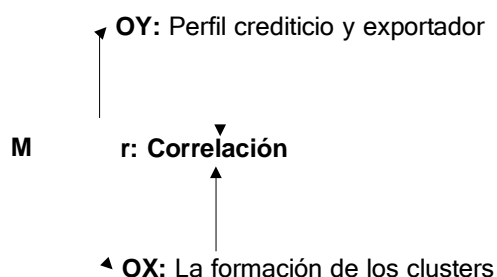 OY: Perfil crediticio y exportador
M r: Correlación
OX: La formación de los clusters